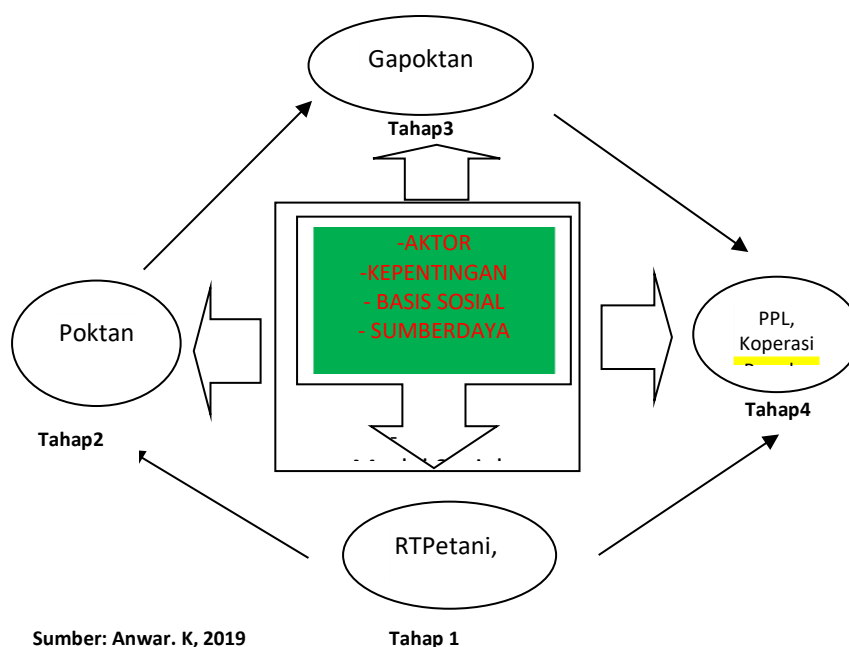 Gapoktan
Tahap3
-AKTOR
-KEPENTINGAN
- BASIS SOSIAL
- SUMBERDAYA
Poktan
Tahap2
PPL,
Koperasi
Tahap4
RTPetani,
Sumber: Anwar. K, 2019
Tahap 1